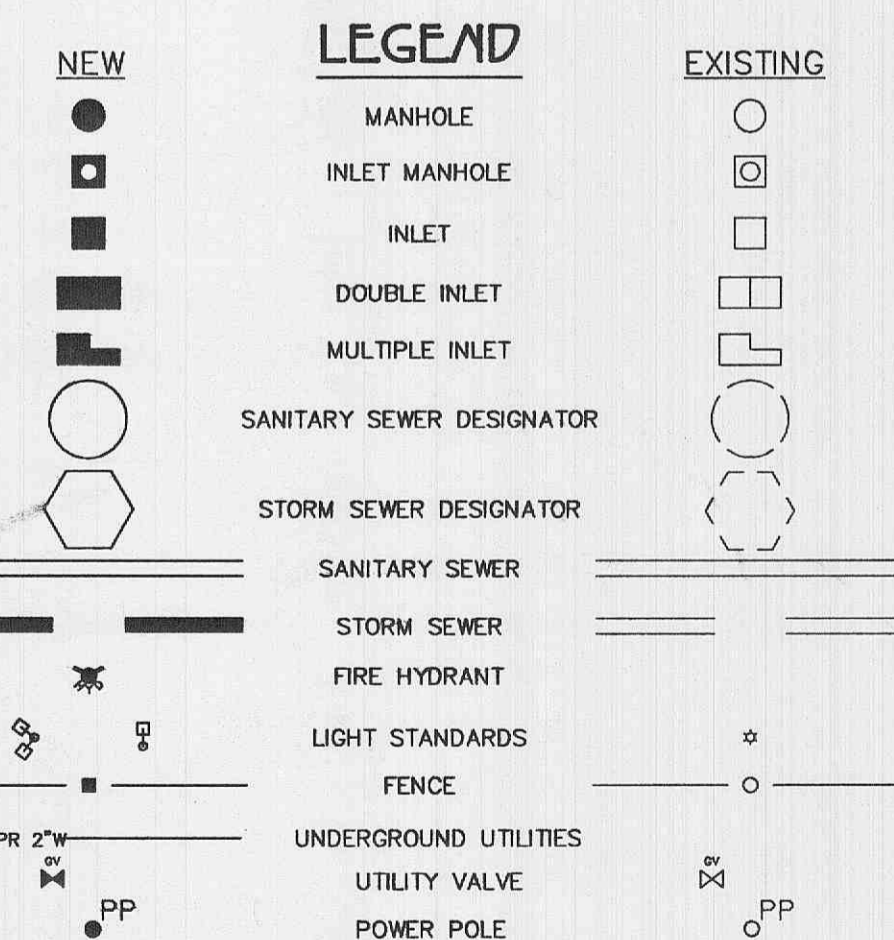 LEGEND
NEW EXISTING
MANHOLE
INLET MANHOLE
INLET
DOUBLE INLET
MULTIPLE INLET
SANITARY SEWER DESIGNATOR
STORM SEWER DESIGNATOR
SANITARY SEWER
STORM SEWER
FIRE HYDRANT
LIGHT STANDARDS
FENCE
PR 2"W UNDERGROUND UTILITIES
GV UTILITY VALVE GV
PP POWER POLE PP